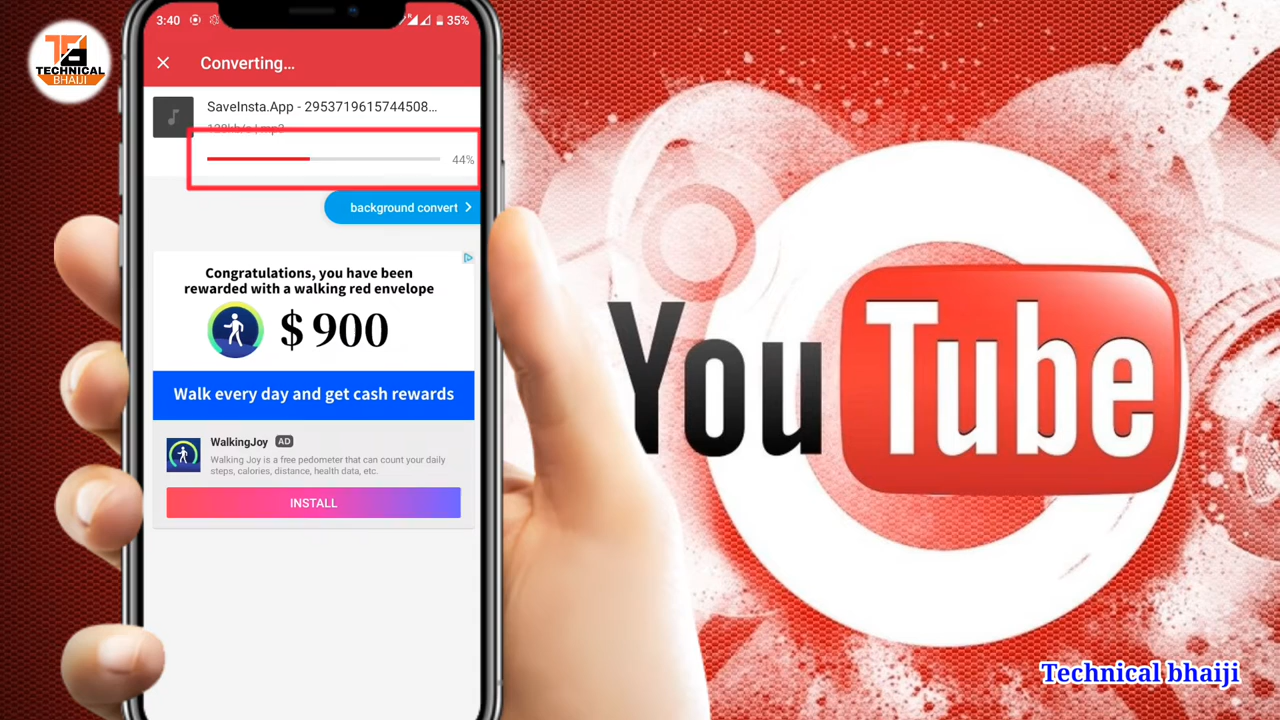 3:40
35%
TECHNICAL
BHAIJI
Converting...
SaveInsta.App - 2953719615744508...
128kb/s | mp3
44%
background convert
Congratulations, you have been
rewarded with a walking red envelope
$ 900
Walk every day and get cash rewards
WalkingJoy AD
Walking Joy is a free pedometer that can count your daily
steps, calories, distance, health data, etc.
INSTALL
YouTube
Technical bhaiji